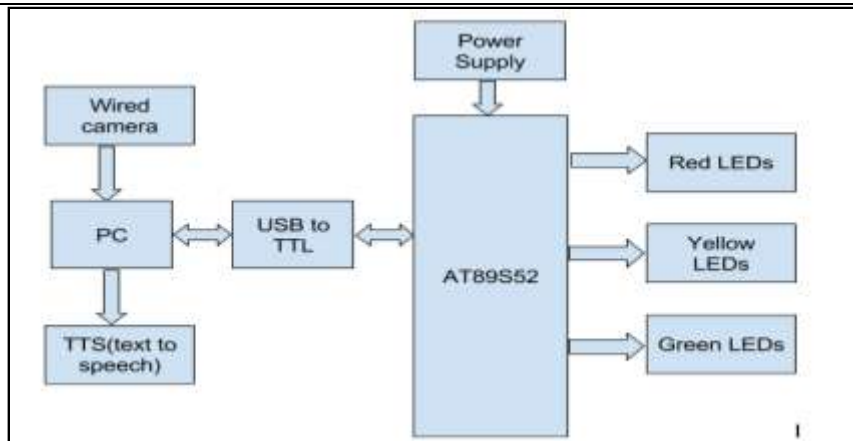 Power
Supply
Wired
camera
Red LEDs
PC
USB to
TTL
Yellow
LEDs
AT89S52
TTS(text to
speech)
Green LEDs
I